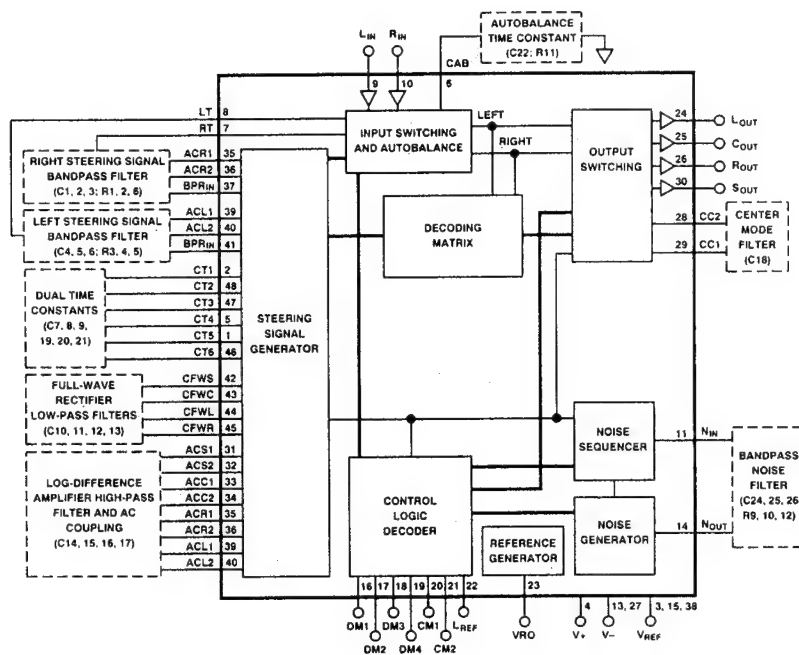 AUTOBALANCE
TIME CONSTANT
(C22; R11)
LIN RIN
CAB
9 10 6
LT 8
RT 7
INPUT SWITCHING
AND AUTOBALANCE
LEFT
RIGHT
OUTPUT
SWITCHING
24 LOUT
25 COUT
26 ROUT
30 SOUT
28 CC2
29 CC1
CENTER
MODE
FILTER
(C18)
RIGHT STEERING SIGNAL
BANDPASS FILTER
(C1, 2, 3; R1, 2, 6)
ACR1 35
ACR2 36
BPRIN 37
LEFT STEERING SIGNAL
BANDPASS FILTER
(C4, 5, 6; R3, 4, 5)
ACL1 39
ACL2 40
BPRIN 41
DECODING
MATRIX
DUAL TIME
CONSTANTS
(C7, 8, 9,
19, 20, 21)
CT1 2
CT2 48
CT3 47
CT4 5
CT5 1
CT6 46
STEERING
SIGNAL
GENERATOR
FULL-WAVE
RECTIFIER
LOW-PASS FILTERS
(C10, 11, 12, 13)
CFWS 42
CFWC 43
CFWL 44
CFWR 45
LOG-DIFFERENCE
AMPLIFIER HIGH-PASS
FILTER AND AC
COUPLING
(C14, 15, 16, 17)
ACS1 31
ACS2 32
ACC1 33
ACC2 34
ACR1 35
ACR2 36
ACL1 39
ACL2 40
CONTROL
LOGIC
DECODER
NOISE
SEQUENCER
11 NIN
NOISE
GENERATOR
14 NOUT
BANDPASS
NOISE
FILTER
(C24, 25, 26
R9, 10, 12)
REFERENCE
GENERATOR
16 17 18 19 20 21 22
23
4 13, 27 3, 15, 38
DM1 DM3 CM1 LREF
DM2 DM4 CM2
VRO
V+ V- VREF